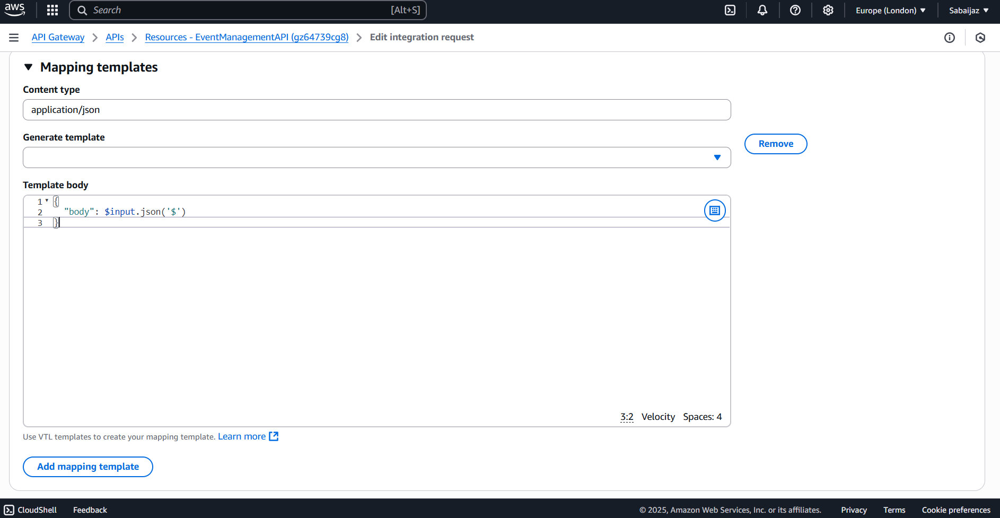 aws
Search [Alt+S]
Europe (London) Sabaijaz
API Gateway APIs Resources - EventManagementAPI (gz64739cg8) Edit integration request
Mapping templates
Content type
application/json
Generate template
Remove
Template body
1 {
2 "body": $input.json('$')
3 }
3:2 Velocity Spaces: 4
Use VTL templates to create your mapping template. Learn more
Add mapping template
CloudShell Feedback © 2025, Amazon Web Services, Inc. or its affiliates. Privacy Terms Cookie preferences